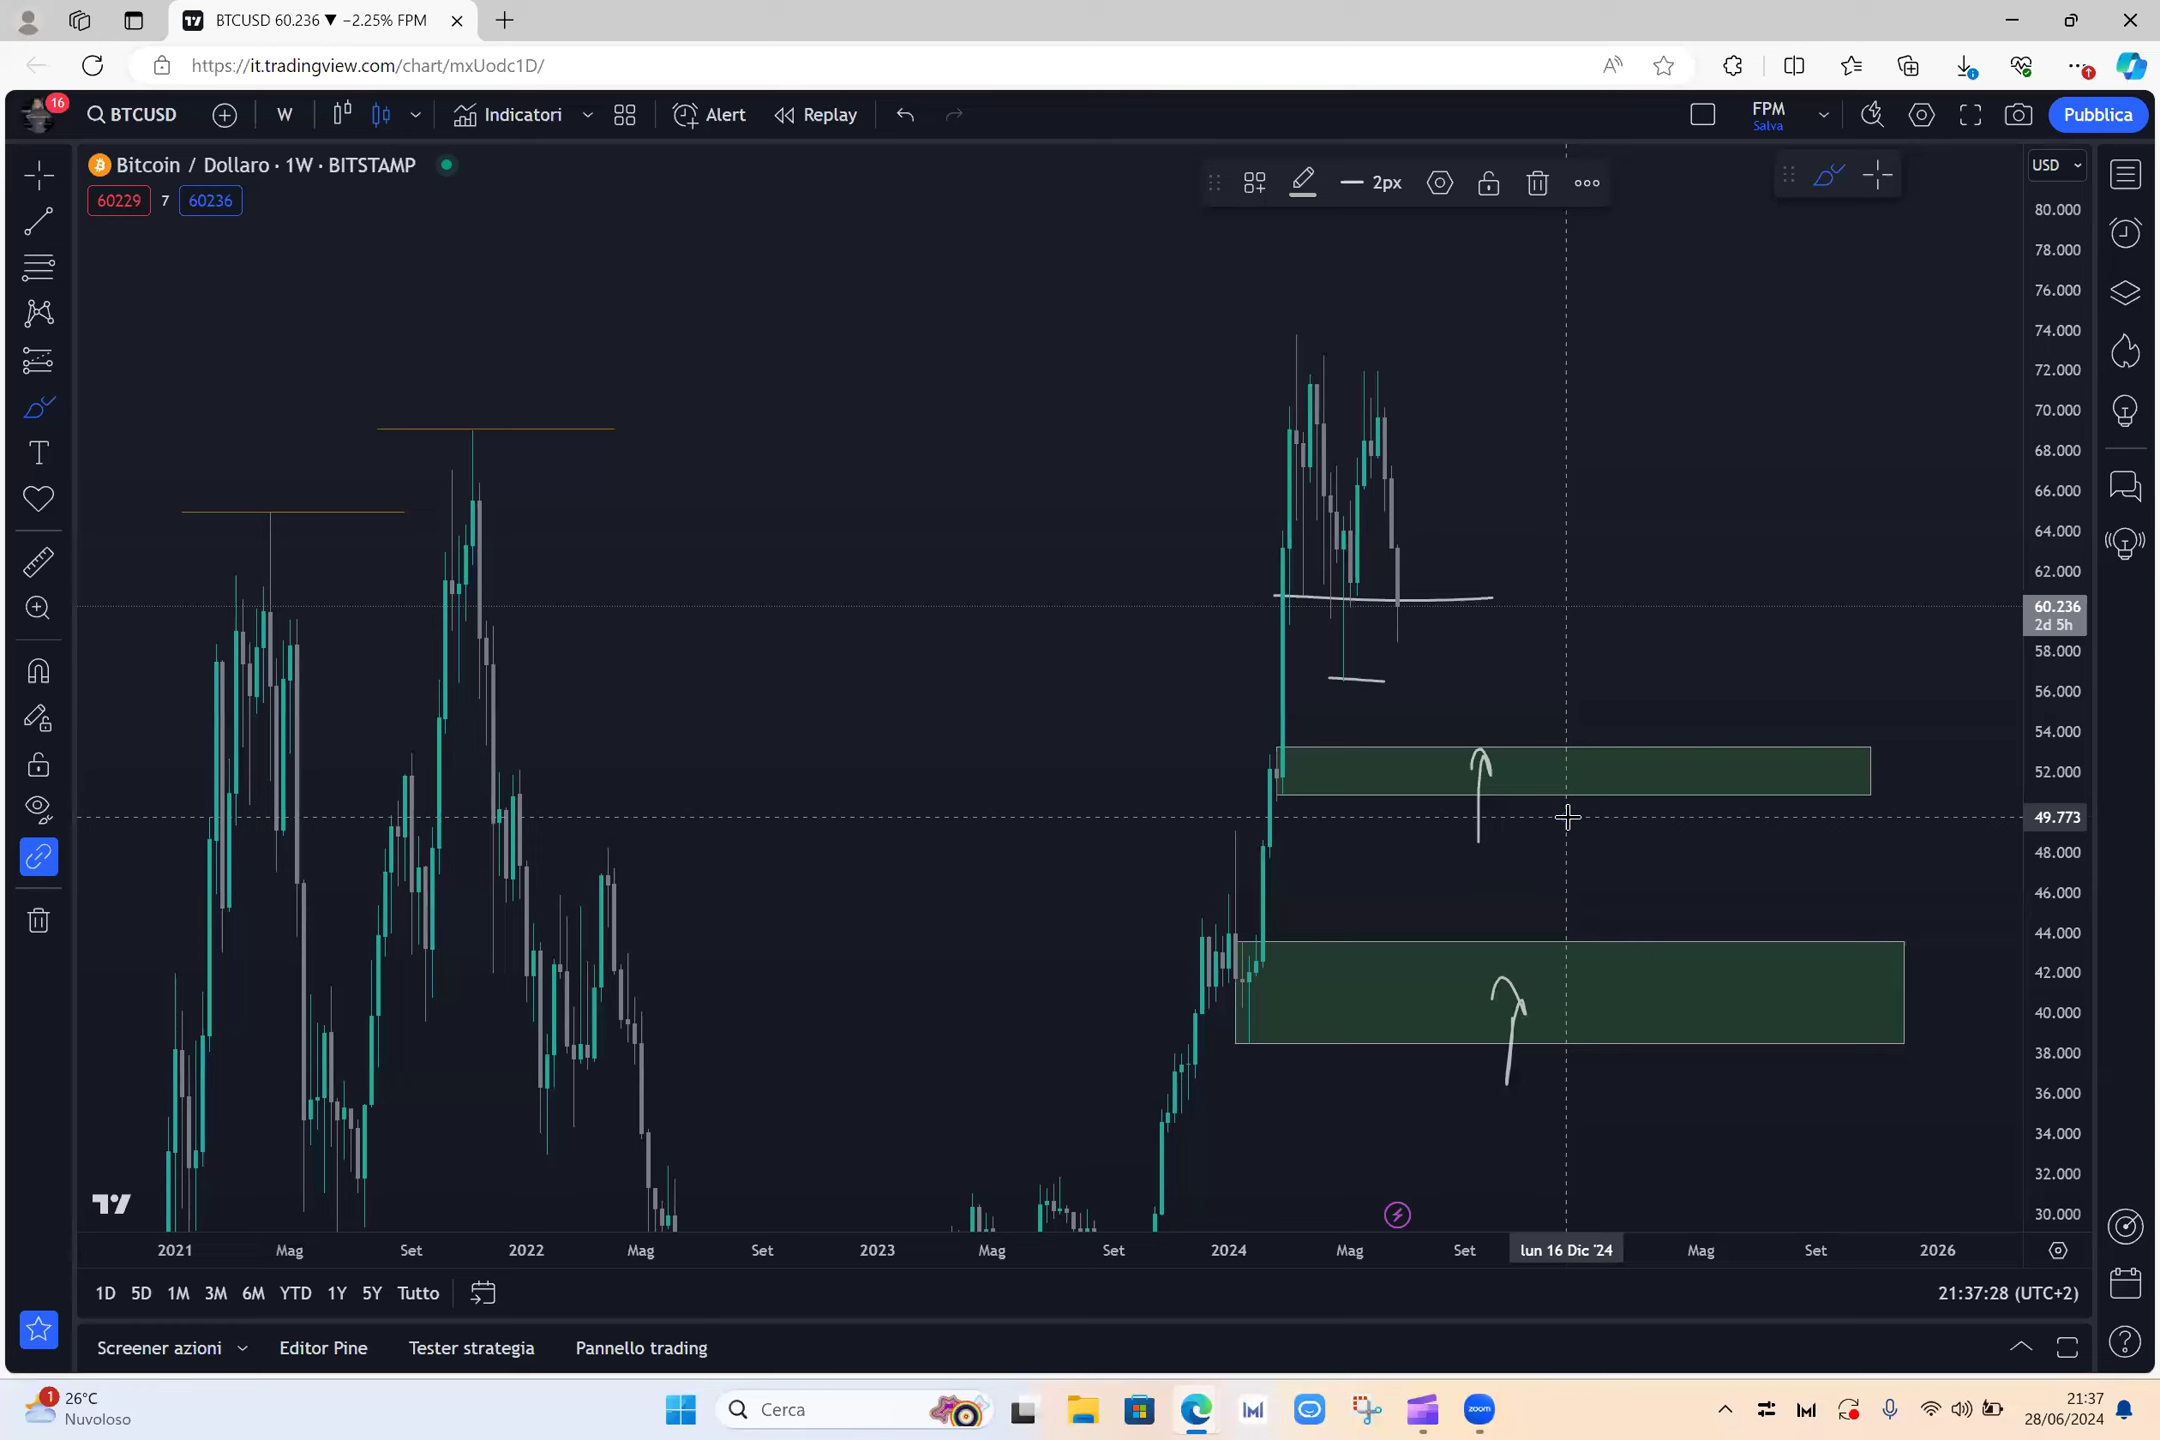 BTCUSD 60.236 ▼ −2.25% FPM
https://it.tradingview.com/chart/mxUodc1D/
16
BTCUSD
W
Indicatori
Alert
Replay
FPM
Salva
Pubblica
Bitcoin / Dollaro · 1W · BITSTAMP
60229
7
60236
2px
USD
80.000
78.000
76.000
74.000
72.000
70.000
68.000
66.000
64.000
62.000
60.236
2d 5h
58.000
56.000
54.000
52.000
49.773
48.000
46.000
44.000
42.000
40.000
38.000
36.000
34.000
32.000
30.000
2021
Mag
Set
2022
Mag
Set
2023
Mag
Set
2024
Mag
Set
lun 16 Dic '24
Mag
Set
2026
1D 5D 1M 3M 6M YTD 1Y 5Y Tutto
21:37:28 (UTC+2)
Screener azioni
Editor Pine
Tester strategia
Pannello trading
1
26°C
Nuvoloso
Cerca
zoom
21:37
28/06/2024